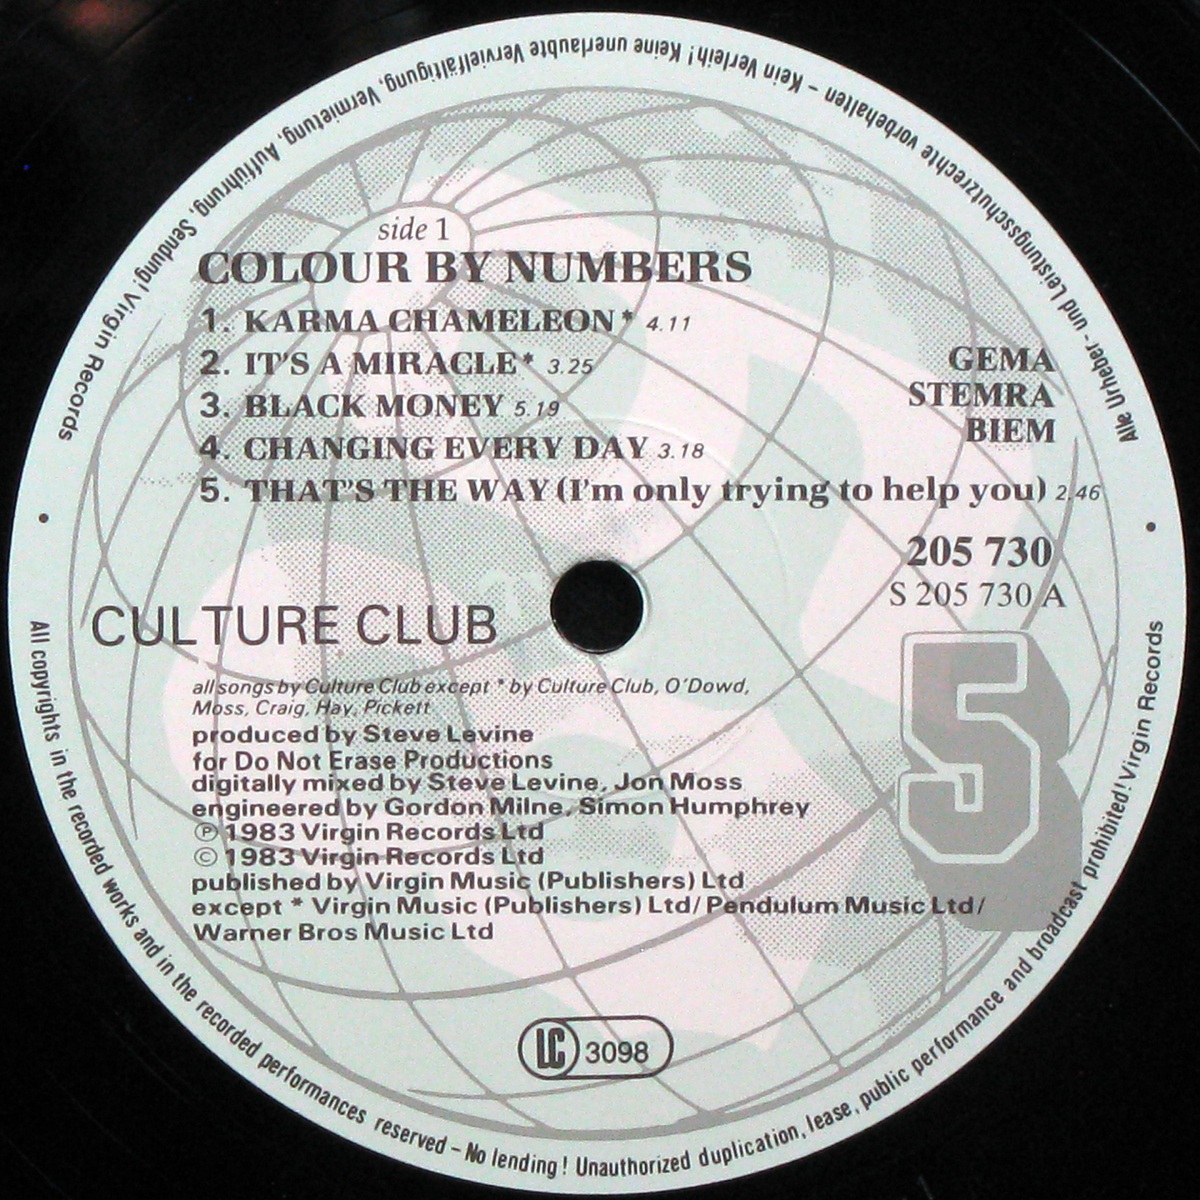 side 1
COLOUR BY NUMBERS
1. KARMA CHAMELEON* 4.11
2. IT'S A MIRACLE* 3.25
3. BLACK MONEY 5.19
4. CHANGING EVERY DAY 3.18
5. THAT'S THE WAY (I'm only trying to help you) 2.46
GEMA
STEMRA
BIEM
205 730
S 205 730 A
CULTURE CLUB
5
all songs by Culture Club except * by Culture Club, O'Dowd,
Moss, Craig, Hay, Pickett
produced by Steve Levine
for Do Not Erase Productions
digitally mixed by Steve Levine, Jon Moss
engineered by Gordon Milne, Simon Humphrey
Ⓟ 1983 Virgin Records Ltd
© 1983 Virgin Records Ltd
published by Virgin Music (Publishers) Ltd
except * Virgin Music (Publishers) Ltd/Pendulum Music Ltd/
Warner Bros Music Ltd
LC 3098
Alle Urheber- und Leistungsschutzrechte vorbehalten – Kein Verleih! Keine unerlaubte Vervielfältigung, Vermietung, Aufführung, Sendung! Virgin Records
All copyrights in the recorded works and in the recorded performances reserved – No lending! Unauthorized duplication, lease, public performance and broadcast prohibited! Virgin Records